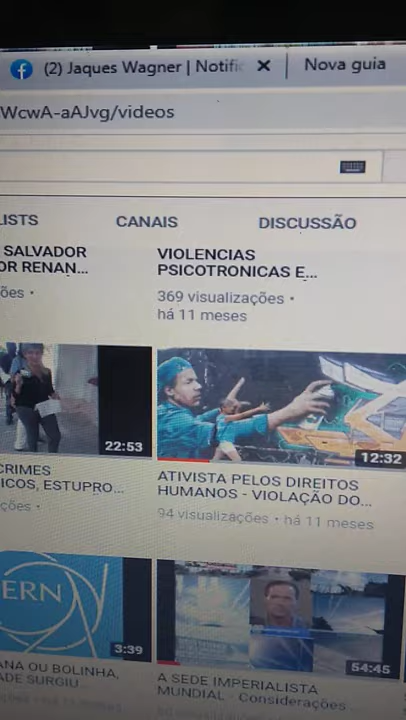 (2) Jaques Wagner | Notific
Nova guia
WcwA-aAJvg/videos
LISTS
CANAIS
DISCUSSÃO
SALVADOR
OR RENAN...
ões •
VIOLENCIAS
PSICOTRONICAS E...
369 visualizações •
há 11 meses
22:53
12:32
CRIMES
ICOS, ESTUPRO...
ções •
ATIVISTA PELOS DIREITOS
HUMANOS - VIOLAÇÃO DO...
94 visualizações • há 11 meses
ERN
3:39
54:45
ANA OU BOLINHA,
ADE SURGIU...
A SEDE IMPERIALISTA
MUNDIAL - Considerações